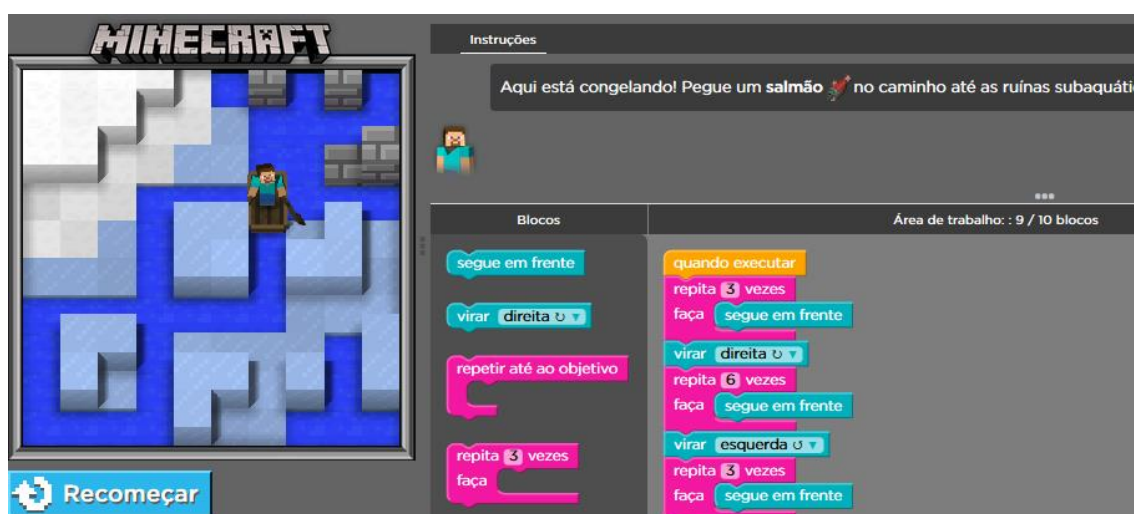 MINECRAFT
Instruções
Aqui está congelando! Pegue um salmão no caminho até as ruínas
Blocos
Área de trabalho: : 9 / 10 blocos
segue em frente
virar direita ↻ ▼
repetir até ao objetivo
repita 3 vezes
faça
quando executar
repita 3 vezes
faça segue em frente
virar direita ↻ ▼
repita 6 vezes
faça segue em frente
virar esquerda ↺ ▼
repita 3 vezes
faça segue em frente
Recomeçar